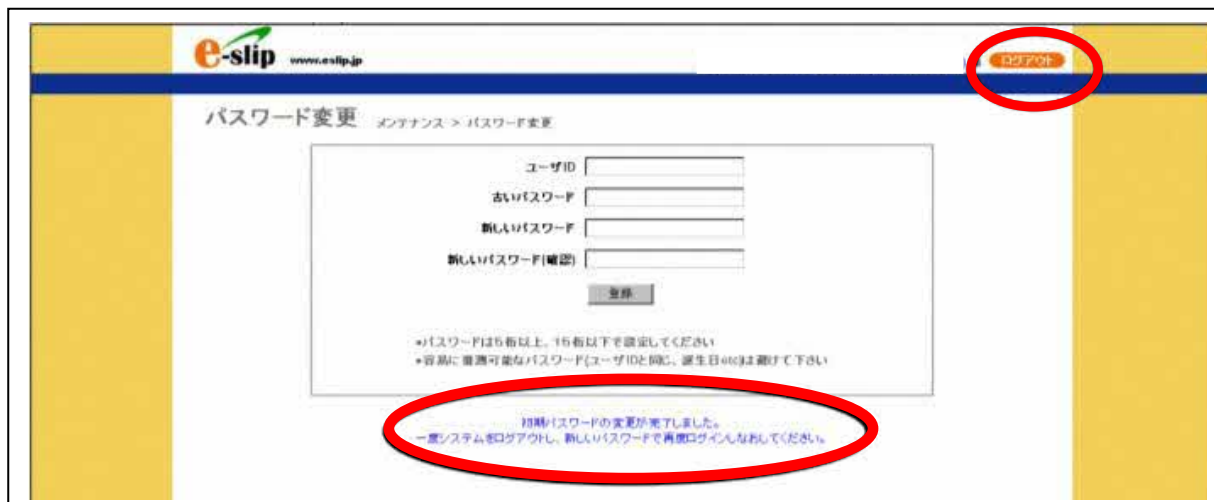 e-slip www.eslip.jp
ログアウト
パスワード変更 メンテナンス > パスワード変更
ユーザID
古いパスワード
新しいパスワード
新しいパスワード(確認)
登録
*パスワードは5桁以上、15桁以下で設定してください
*容易に推測可能なパスワード(ユーザIDと同じ、誕生日etc)は避けて下さい
初期パスワードの変更が完了しました。
一度システムをログアウトし、新しいパスワードで再度ログインしなおしてください。